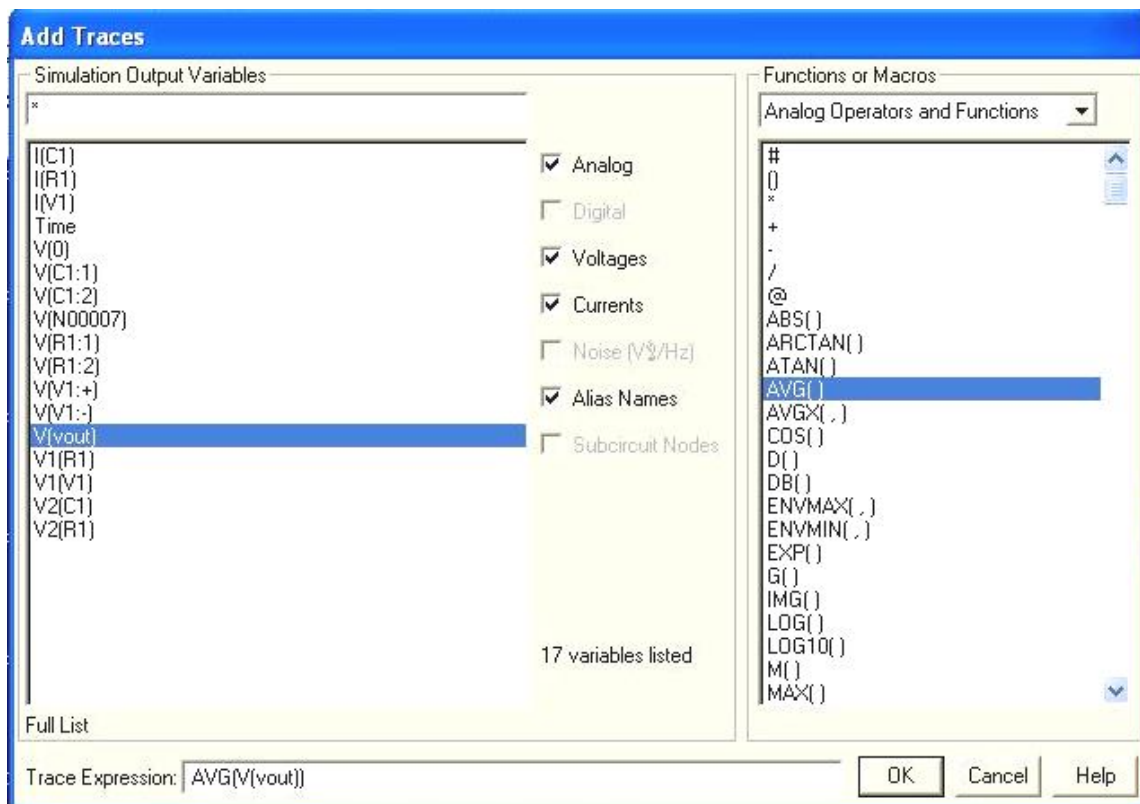 Add Traces
Simulation Output Variables
*
I(C1)
I(R1)
I(V1)
Time
V(0)
V(C1:1)
V(C1:2)
V(N00007)
V(R1:1)
V(R1:2)
V(V1:+)
V(V1:-)
V(vout)
V1(R1)
V1(V1)
V2(C1)
V2(R1)
Full List
Analog
Digital
Voltages
Currents
Noise (V²/Hz)
Alias Names
Subcircuit Nodes
17 variables listed
Functions or Macros
Analog Operators and Functions
#
()
*
+
-
/
@
ABS( )
ARCTAN( )
ATAN( )
AVG( )
AVGX( , )
COS( )
D( )
DB( )
ENVMAX( , )
ENVMIN( , )
EXP( )
G( )
IMG( )
LOG( )
LOG10( )
M( )
MAX( )
Trace Expression: AVG(V(vout))
OK
Cancel
Help